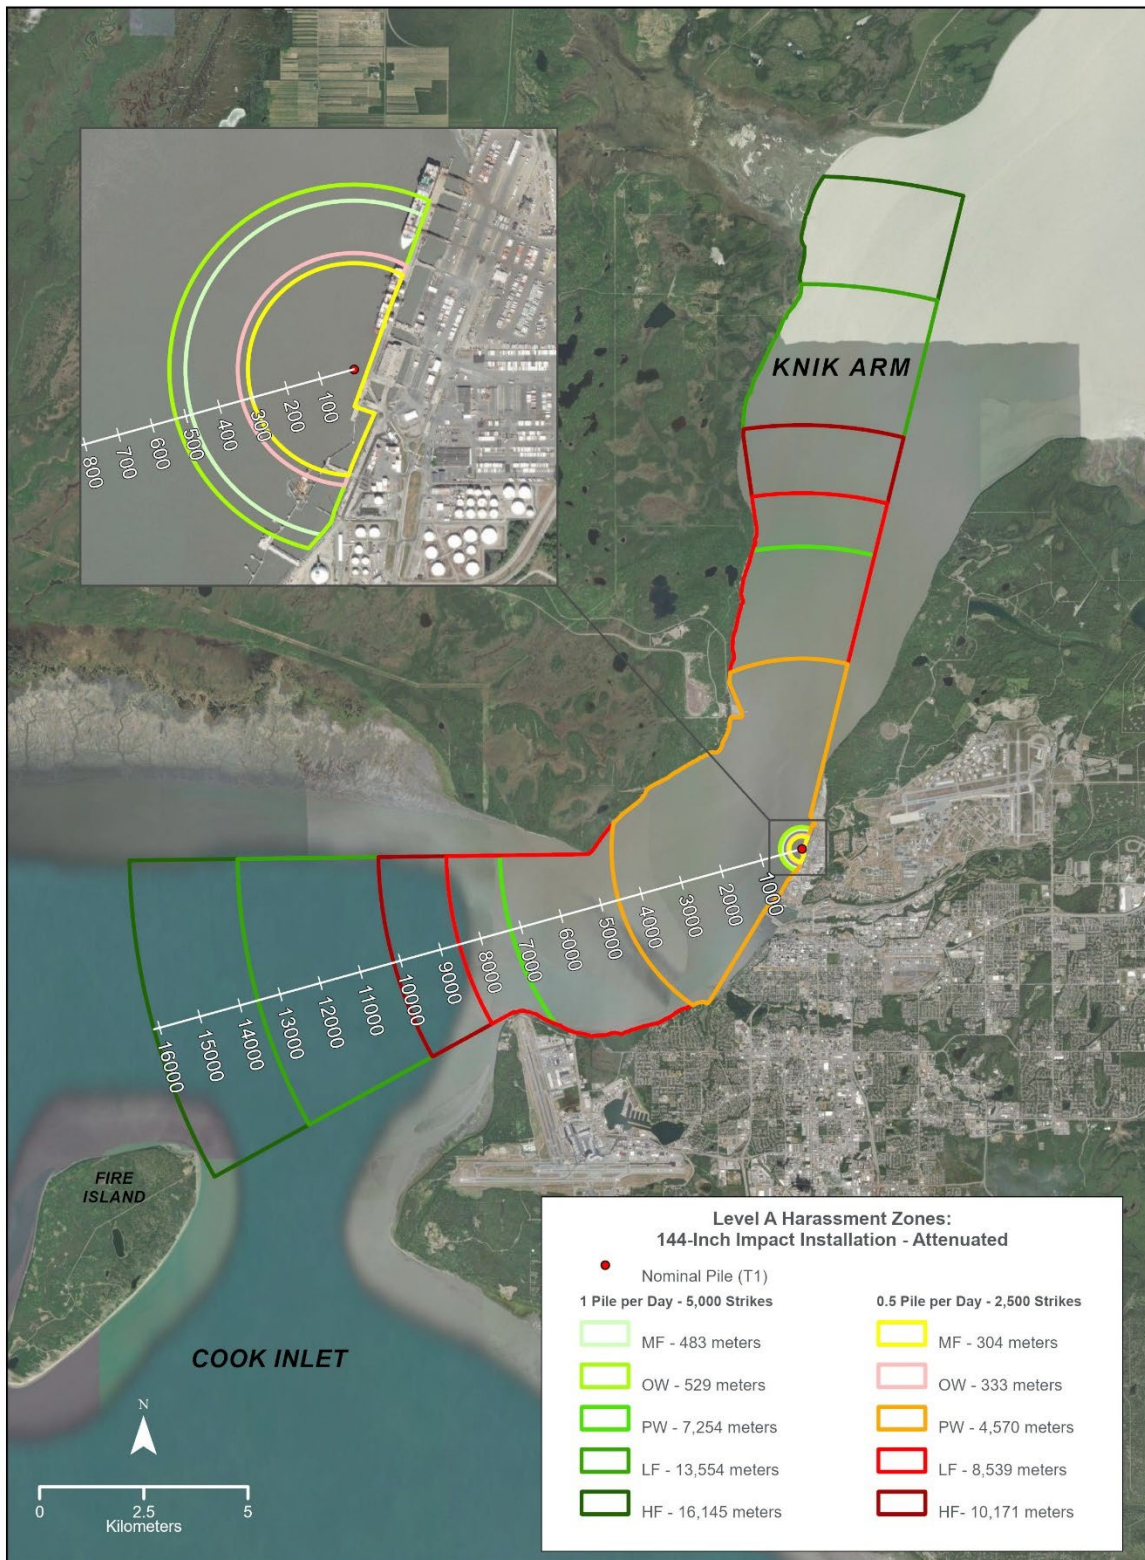 100
200
300
400
500
600
700
800
KNIK ARM
1000
2000
3000
4000
5000
6000
7000
8000
9000
10000
11000
12000
13000
14000
15000
16000
FIRE
ISLAND
COOK INLET
N
0 2.5 5
Kilometers
Level A Harassment Zones:
144-Inch Impact Installation - Attenuated
Nominal Pile (T1)
1 Pile per Day - 5,000 Strikes
MF - 483 meters
OW - 529 meters
PW - 7,254 meters
LF - 13,554 meters
HF - 16,145 meters
0.5 Pile per Day - 2,500 Strikes
MF - 304 meters
OW - 333 meters
PW - 4,570 meters
LF - 8,539 meters
HF- 10,171 meters